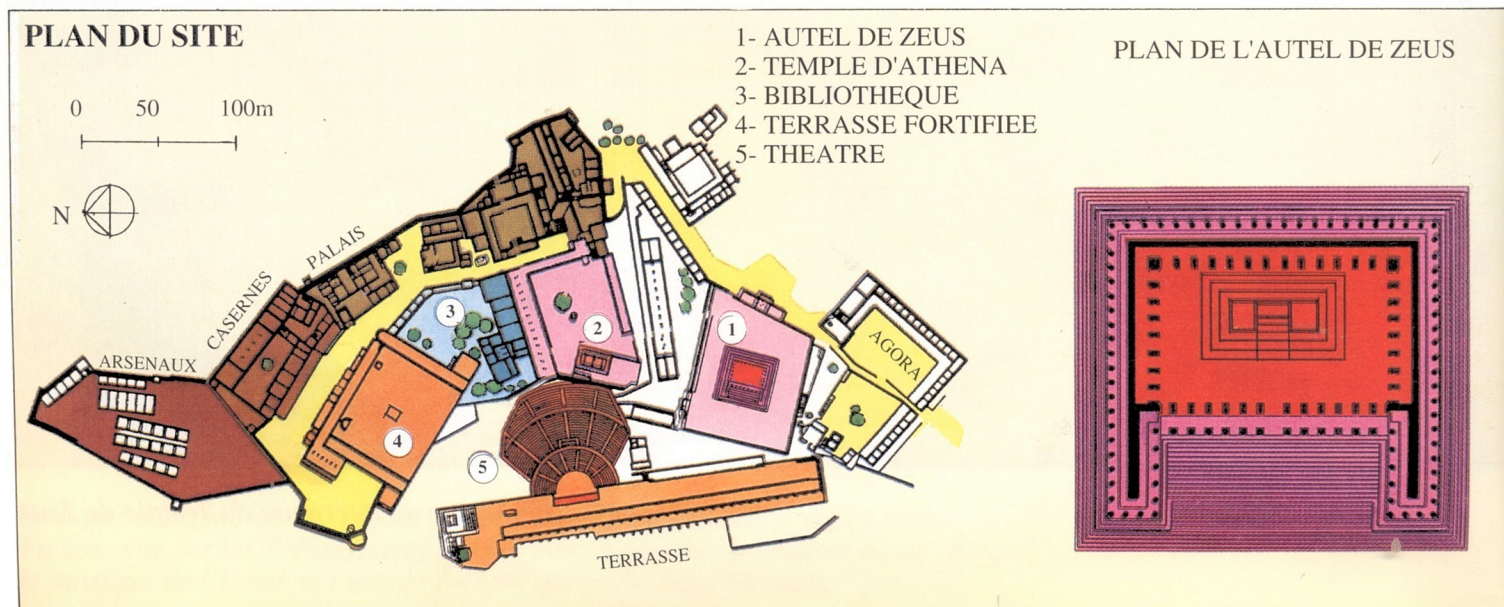 PLAN DU SITE
0 50 100m
N
1- AUTEL DE ZEUS
2- TEMPLE D'ATHENA
3- BIBLIOTHEQUE
4- TERRASSE FORTIFIEE
5- THEATRE
PLAN DE L'AUTEL DE ZEUS
ARSENAUX
CASERNES
PALAIS
3
2
1
4
5
AGORA
TERRASSE